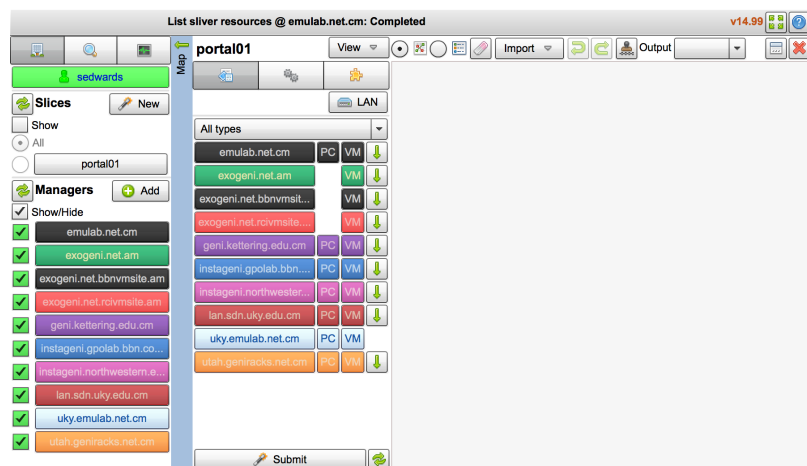 List sliver resources @ emulab.net.cm: Completed
v14.99
sedwards
Slices
New
Show
All
portal01
Managers
Add
Show/Hide
emulab.net.cm
exogeni.net.am
exogeni.net.bbnvmsite.am
exogeni.net.rcivmsite.am
geni.kettering.edu.cm
instageni.gpolab.bbn.co...
instageni.northwestern.e...
lan.sdn.uky.edu.cm
uky.emulab.net.cm
utah.geniracks.net.cm
Map
portal01
View
Import
Output
LAN
All types
emulab.net.cm PC VM
exogeni.net.am VM
exogeni.net.bbnvmsit... VM
exogeni.net.rcivmsite.... VM
geni.kettering.edu.cm PC VM
instageni.gpolab.bbn.... PC VM
instageni.northwester... PC VM
lan.sdn.uky.edu.cm PC VM
uky.emulab.net.cm PC VM
utah.geniracks.net.cm PC VM
Submit